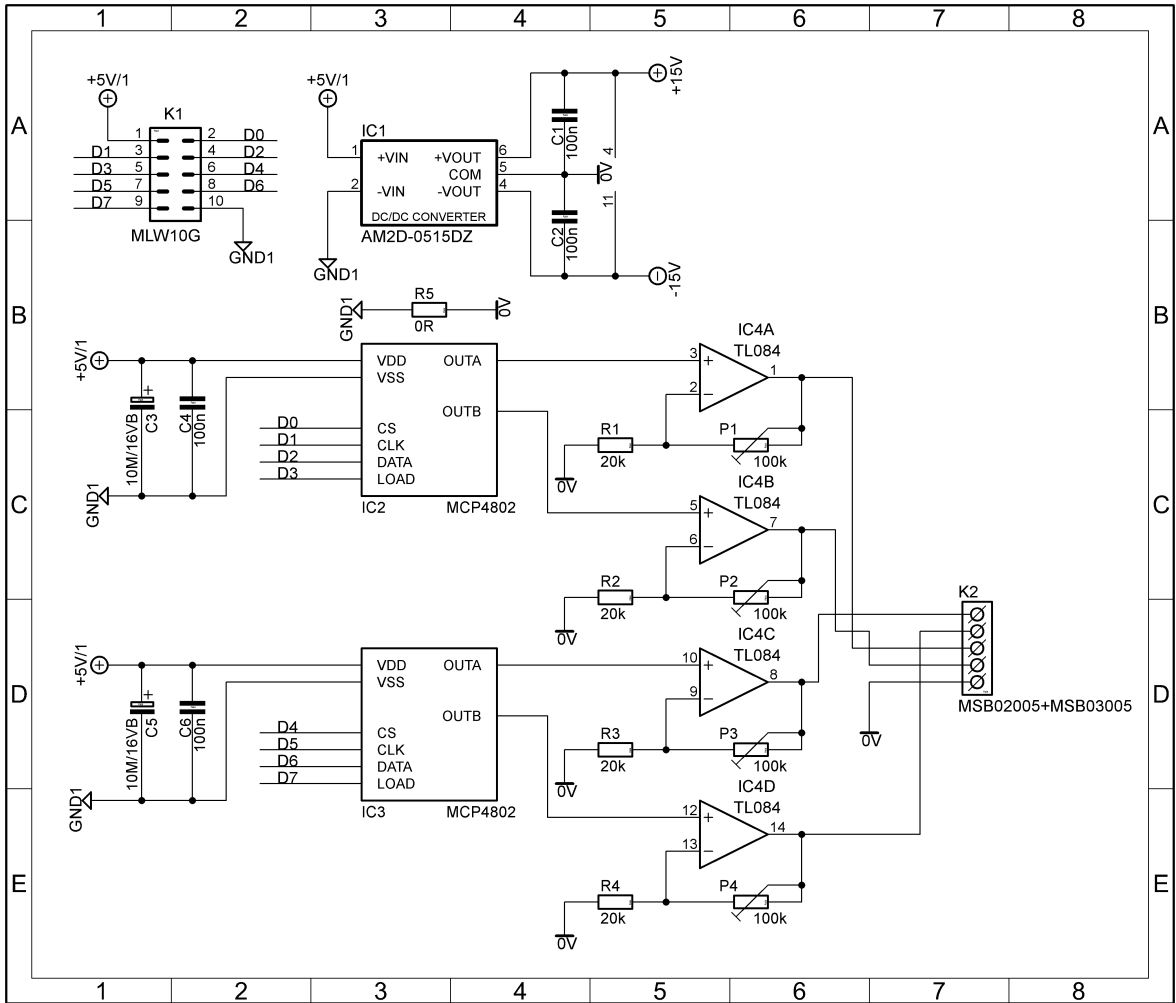 1 2 3 4 5 6 7 8
A A
B B
C C
D D
E E
+5V/1
K1
1 2 D0
D1 3 4 D2
D3 5 6 D4
D5 7 8 D6
D7 9 10
MLW10G
GND1
+5V/1
IC1
1 +VIN +VOUT 6
COM 5
2 -VIN -VOUT 4
DC/DC CONVERTER
AM2D-0515DZ
GND1
C1
100n
C2
100n
4
0V
11
+15V
-15V
GND1
R5
0R
0V
+5V/1
10M/16VB
+
C3
C4
100n
GND1
VDD OUTA
VSS
OUTB
D0 CS
D1 CLK
D2 DATA
D3 LOAD
IC2 MCP4802
IC4A
TL084
3 +
2 −
1
R1
20k
0V
P1
100k
IC4B
TL084
5 +
6 −
7
R2
20k
0V
P2
100k
+5V/1
10M/16VB
+
C5
C6
100n
GND1
VDD OUTA
VSS
OUTB
D4 CS
D5 CLK
D6 DATA
D7 LOAD
IC3 MCP4802
IC4C
TL084
10 +
9 −
8
R3
20k
0V
P3
100k
IC4D
TL084
12 +
13 −
14
R4
20k
0V
P4
100k
K2
MSB02005+MSB03005
0V
1 2 3 4 5 6 7 8